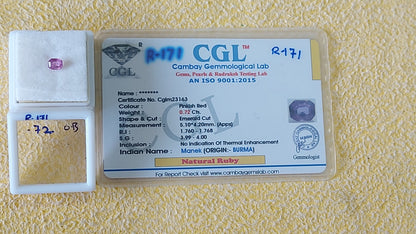 R-171
CGL™
R-171
Cambay Gemmological Lab
Gems, Pearls & Rudraksh Testing Lab
AN ISO 9001:2015
CGL
Name : *******
Certificate No. Cglm23163
Colour : Pinkish Red
Weight : 0.72 Cts.
Shape & Cut : Emerald Cut
Measurement : 5.10*4.20mm. (Appx)
R.I : 1.760 - 1.768
S.G : 3.99 - 4.00
Inclusion : No Indication of Thermal Enhancement
Indian Name : Manek (ORIGIN:- BURMA)
Natural Ruby
Gemmologist
For Report Check visit - www.cambaygemlab.com
R-171
.72